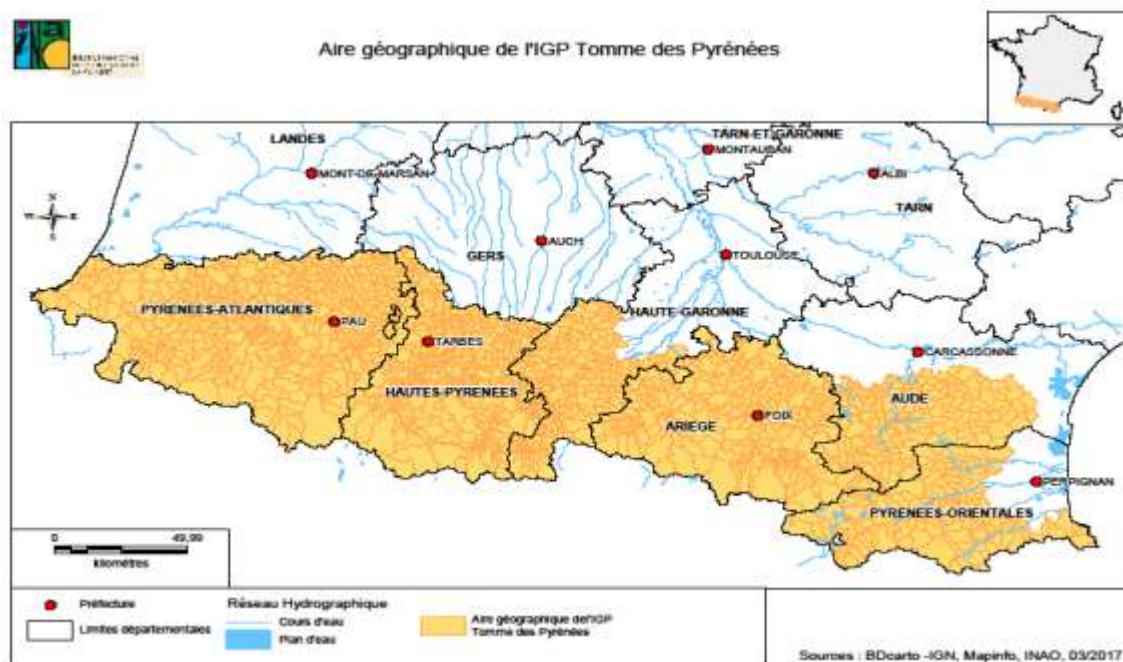 Aire géographique de l'IGP Tomme des Pyrénées
LANDES
TARN-ET-GARONNE
MONTAUBAN
MONT-DE-MARSAN
ALBI
TARN
N
W E
S
AUCH
GERS
TOULOUSE
PYRENEES-ATLANTIQUES
HAUTE-GARONNE
PAU
TARBES
CARCASSONNE
HAUTES-PYRENEES
AUDE
ARIEGE
FOIX
PERPIGNAN
PYRENEES-ORIENTALES
0 49,99
kilomètres
Préfecture
Limites départementales
Réseau Hydrographique
Cours d'eau
Plan d'eau
Aire géographique del'IGP
Tomme des Pyrénées
Sources : BDcarto -IGN, Mapinfo, INAO, 03/2017